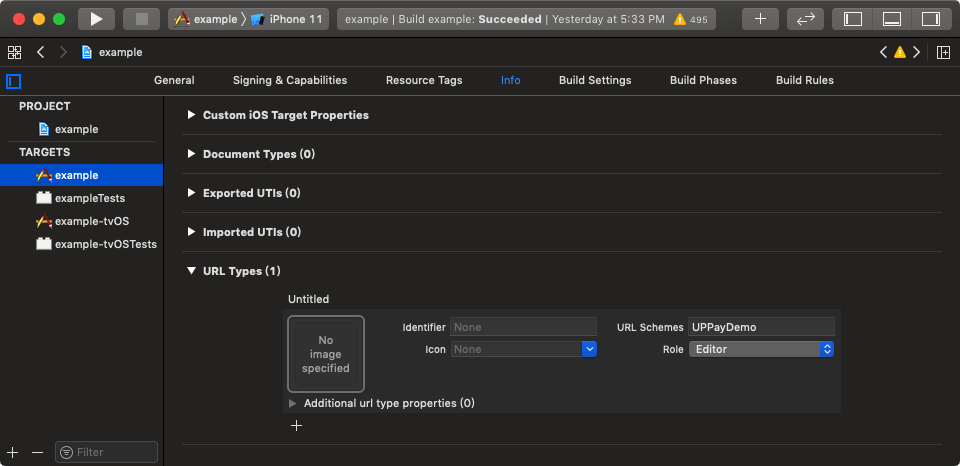 example
iPhone 11
example | Build example: Succeeded | Yesterday at 5:33 PM
495
example
General
Signing & Capabilities
Resource Tags
Info
Build Settings
Build Phases
Build Rules
PROJECT
example
TARGETS
example
exampleTests
example-tvOS
example-tvOSTests
Filter
Custom iOS Target Properties
Document Types (0)
Exported UTIs (0)
Imported UTIs (0)
URL Types (1)
Untitled
No
image
specified
Identifier
None
URL Schemes
UPPayDemo
Icon
None
Role
Editor
Additional url type properties (0)